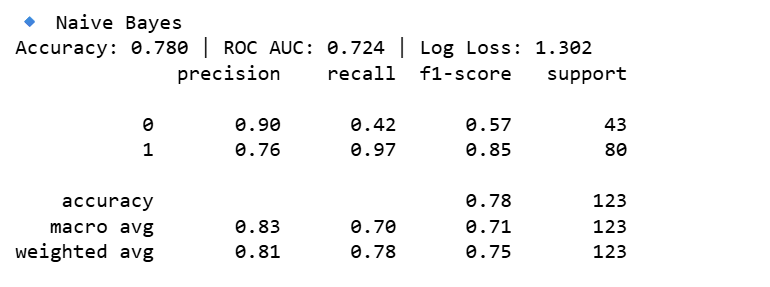 🔹 Naive Bayes
Accuracy: 0.780 | ROC AUC: 0.724 | Log Loss: 1.302
precision recall f1-score support
0 0.90 0.42 0.57 43
1 0.76 0.97 0.85 80
accuracy 0.78 123
macro avg 0.83 0.70 0.71 123
weighted avg 0.81 0.78 0.75 123